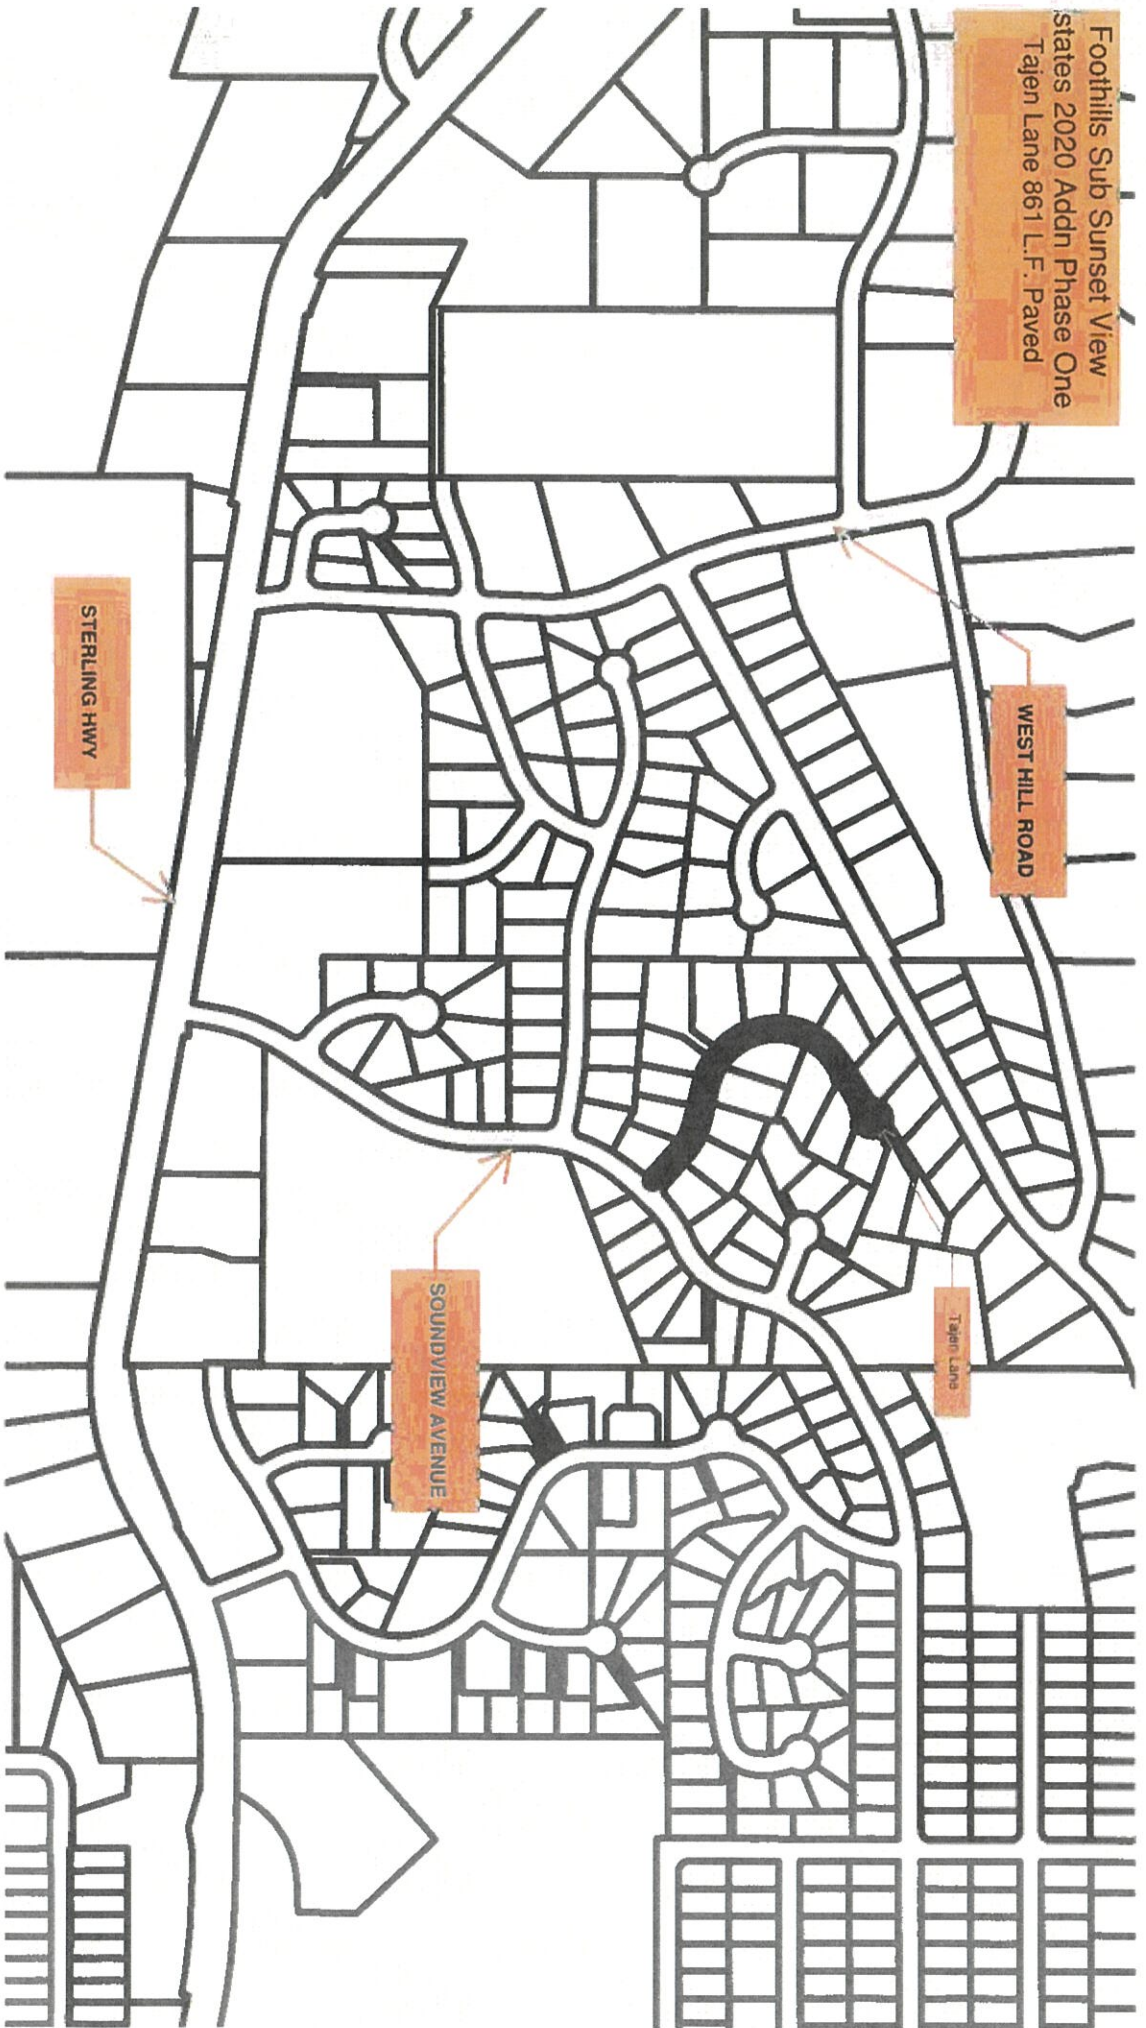 Foothills Sub Sunset View
states 2020 Addn Phase One
Tajen Lane 861 L.F. Paved
WEST HILL ROAD
Tajen Lane
SOUNDVIEW AVENUE
STERLING HWY